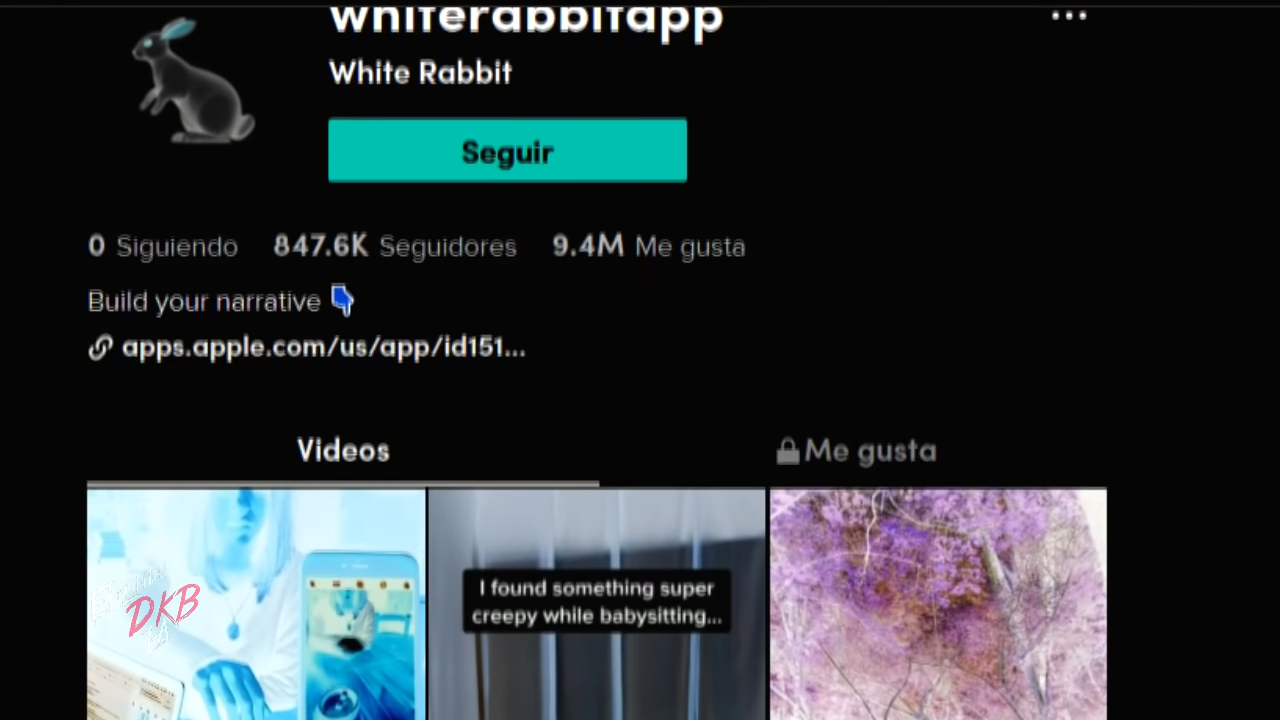 whiterabbitapp
White Rabbit
Seguir
0 Siguiendo 847.6K Seguidores 9.4M Me gusta
Build your narrative
apps.apple.com/us/app/id151...
Videos
Me gusta
I found something super
creepy while babysitting...
DKB